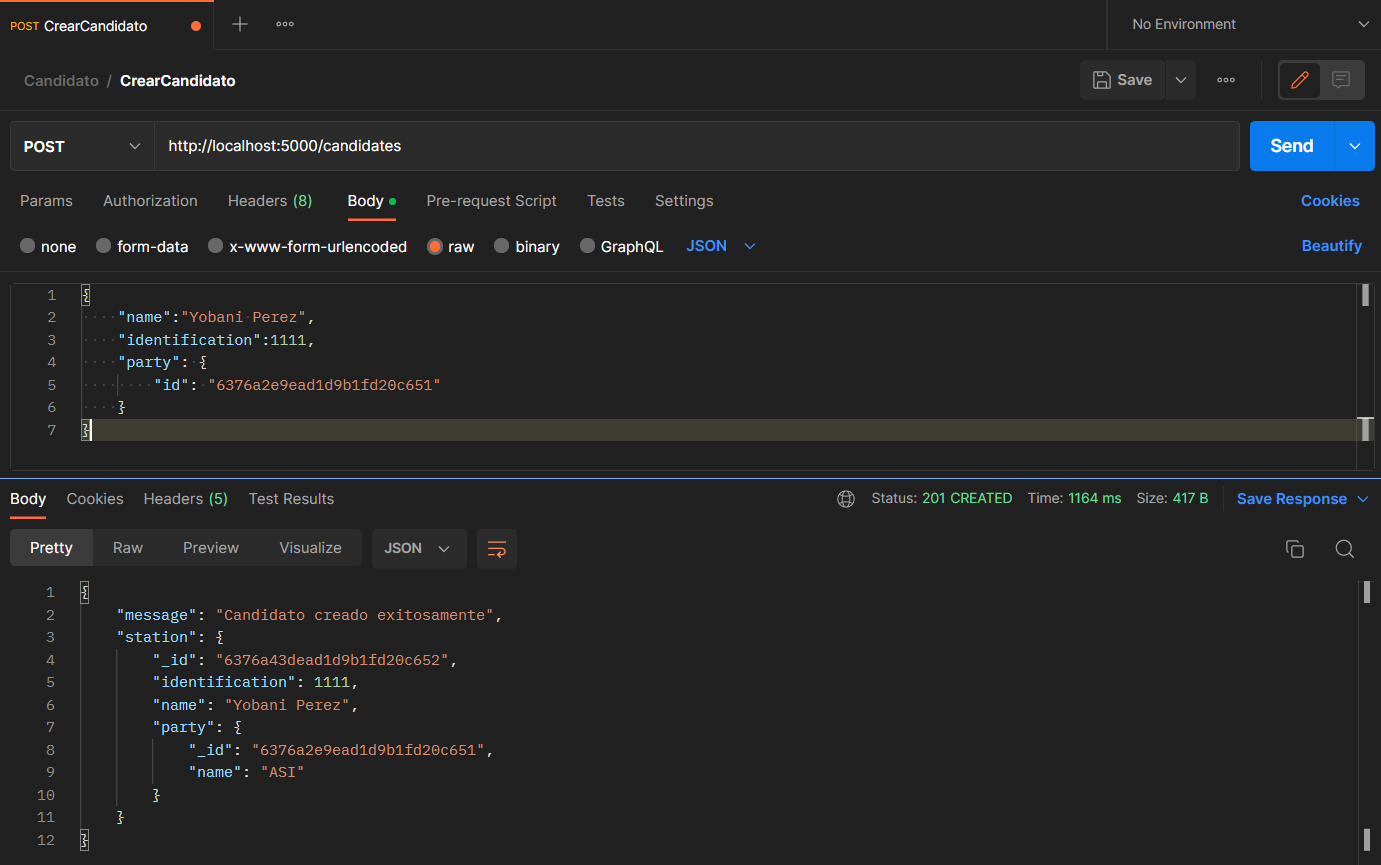 POST CrearCandidato
No Environment
Candidato / CrearCandidato
Save
POST http://localhost:5000/candidates Send
Params Authorization Headers (8) Body Pre-request Script Tests Settings Cookies
none form-data x-www-form-urlencoded raw binary GraphQL JSON Beautify
1 {
2 "name":"Yobani Perez",
3 "identification":1111,
4 "party": {
5 "id": "6376a2e9ead1d9b1fd20c651"
6 }
7 }
Body Cookies Headers (5) Test Results Status: 201 CREATED Time: 1164 ms Size: 417 B Save Response
Pretty Raw Preview Visualize JSON
1 {
2 "message": "Candidato creado exitosamente",
3 "station": {
4 "_id": "6376a43dead1d9b1fd20c652",
5 "identification": 1111,
6 "name": "Yobani Perez",
7 "party": {
8 "_id": "6376a2e9ead1d9b1fd20c651",
9 "name": "ASI"
10 }
11 }
12 }